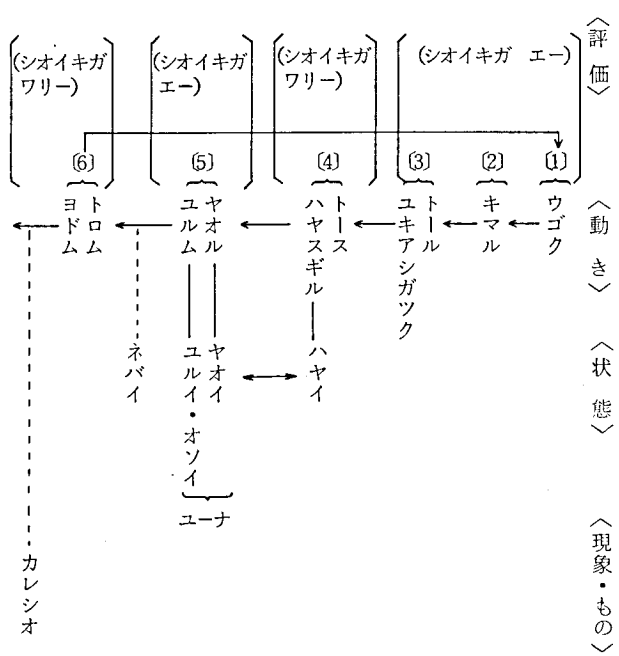 〈評価〉
(シオイキガ エー)
(シオイキガ
ワリー)
(シオイキガ
エー)
(シオイキガ
ワリー)
〔1〕
〔2〕
〔3〕
〔4〕
〔5〕
〔6〕
〈動き〉
ウゴク
キマル
トール
ユキアシガツク
トース
ハヤスギル
ヤオル
ユルム
トロム
ヨドム
〈状態〉
ハヤイ
ヤオイ
ユルイ・オソイ
ネバイ
〈現象・もの〉
ユーナ
カレシオ